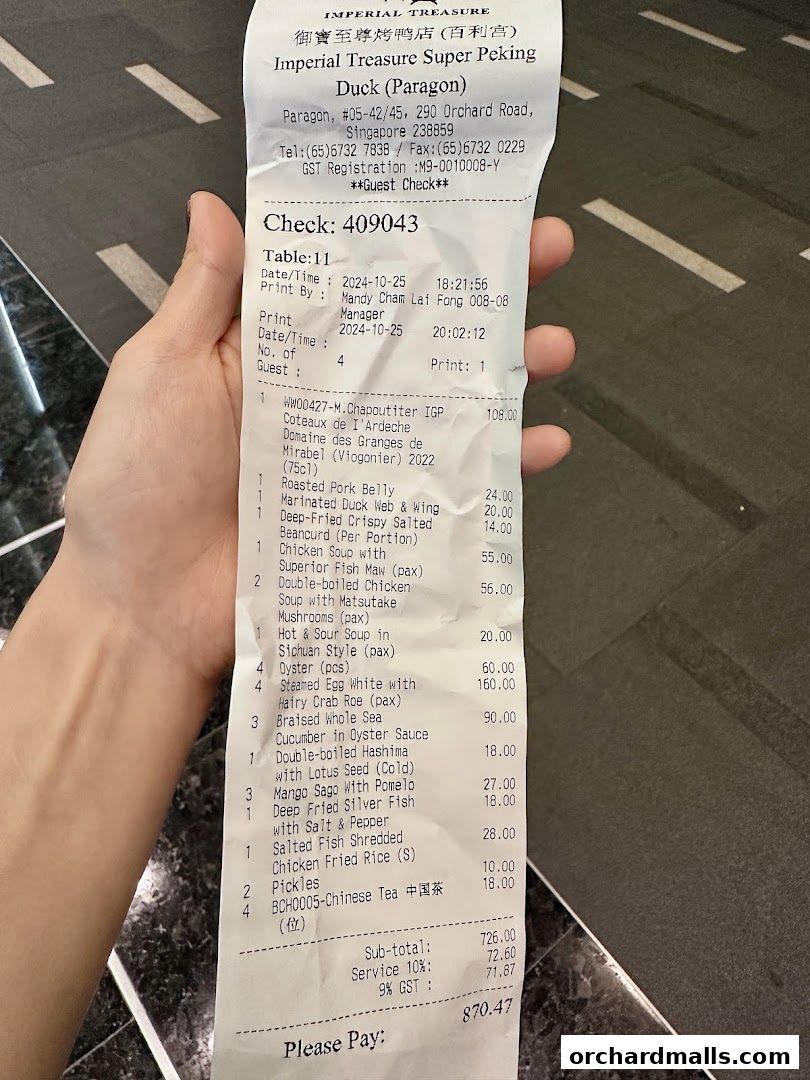 IMPERIAL TREASURE
御寶至尊烤鸭店 (百利宫)
Imperial Treasure Super Peking
Duck (Paragon)
Paragon, #05-42/45, 290 Orchard Road,
Singapore 238859
Tel:(65)6732 7838 / Fax:(65)6732 0229
GST Registration :M9-0010008-Y
**Guest Check**
Check: 409043
Table:11
Date/Time : 2024-10-25 18:21:56
Print By : Mandy Cham Lai Fong 008-08
Manager
Print 2024-10-25 20:02:12
Date/Time :
No. of 4 Print: 1
Guest :
1 WW00427-M.Chapoutiter IGP 108.00
Coteaux de I'Ardeche
Domaine des Granges de
Mirabel (Viogonier) 2022
(75cl)
1 Roasted Pork Belly 24.00
1 Marinated Duck Web & Wing 20.00
1 Deep-Fried Crispy Salted 14.00
Beancurd (Per Portion)
1 Chicken Soup with 55.00
Superior Fish Maw (pax)
2 Double-boiled Chicken 56.00
Soup with Matsutake
Mushrooms (pax)
1 Hot & Sour Soup in 20.00
Sichuan Style (pax)
4 Oyster (pcs) 60.00
4 Steamed Egg White with 160.00
Hairy Crab Roe (pax)
3 Braised Whole Sea 90.00
Cucumber in Oyster Sauce
1 Double-boiled Hashima 18.00
with Lotus Seed (Cold)
3 Mango Sago With Pomelo 27.00
1 Deep Fried Silver Fish 18.00
with Salt & Pepper
1 Salted Fish Shredded 28.00
Chicken Fried Rice (S)
2 Pickles 10.00
4 BCH0005-Chinese Tea 中国茶 18.00
(位)
Sub-total: 726.00
Service 10%: 72.60
9% GST : 71.87
Please Pay: 870.47
orchardmalls.com